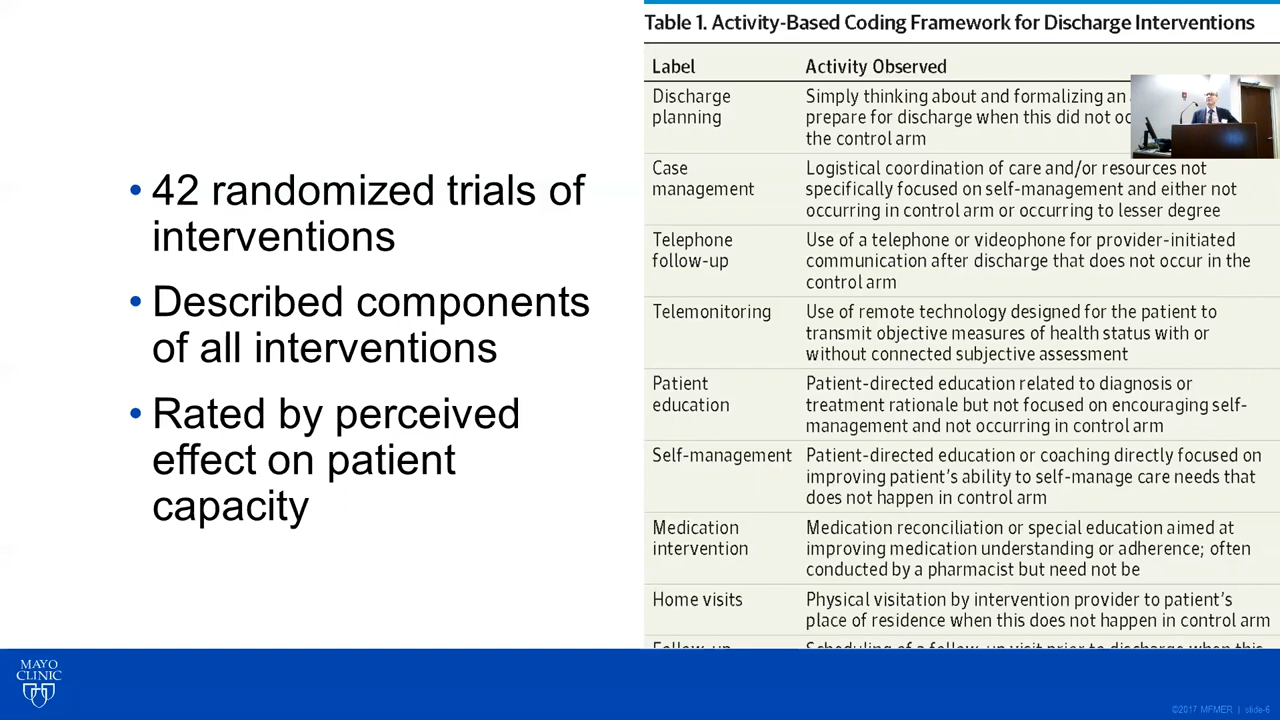 • 42 randomized trials of
interventions
• Described components
of all interventions
• Rated by perceived
effect on patient
capacity
Table 1. Activity-Based Coding Framework for Discharge Interventions
Label Activity Observed
Discharge planning
Simply thinking about and formalizing an
prepare for discharge when this did not
the control arm
Case management
Logistical coordination of care and/or resources not
specifically focused on self-management and either not
occurring in control arm or occurring to lesser degree
Telephone follow-up
Use of a telephone or videophone for provider-initiated
communication after discharge that does not occur in the
control arm
Telemonitoring
Use of remote technology designed for the patient to
transmit objective measures of health status with or
without connected subjective assessment
Patient education
Patient-directed education related to diagnosis or
treatment rationale but not focused on encouraging self-
management and not occurring in control arm
Self-management
Patient-directed education or coaching directly focused on
improving patient's ability to self-manage care needs that
does not happen in control arm
Medication intervention
Medication reconciliation or special education aimed at
improving medication understanding or adherence; often
conducted by a pharmacist but need not be
Home visits
Physical visitation by intervention provider to patient's
place of residence when this does not happen in control arm
Follow-up
Scheduling of a follow-up visit prior to discharge when this
MAYO
CLINIC
©2017 MFMER | slide-6